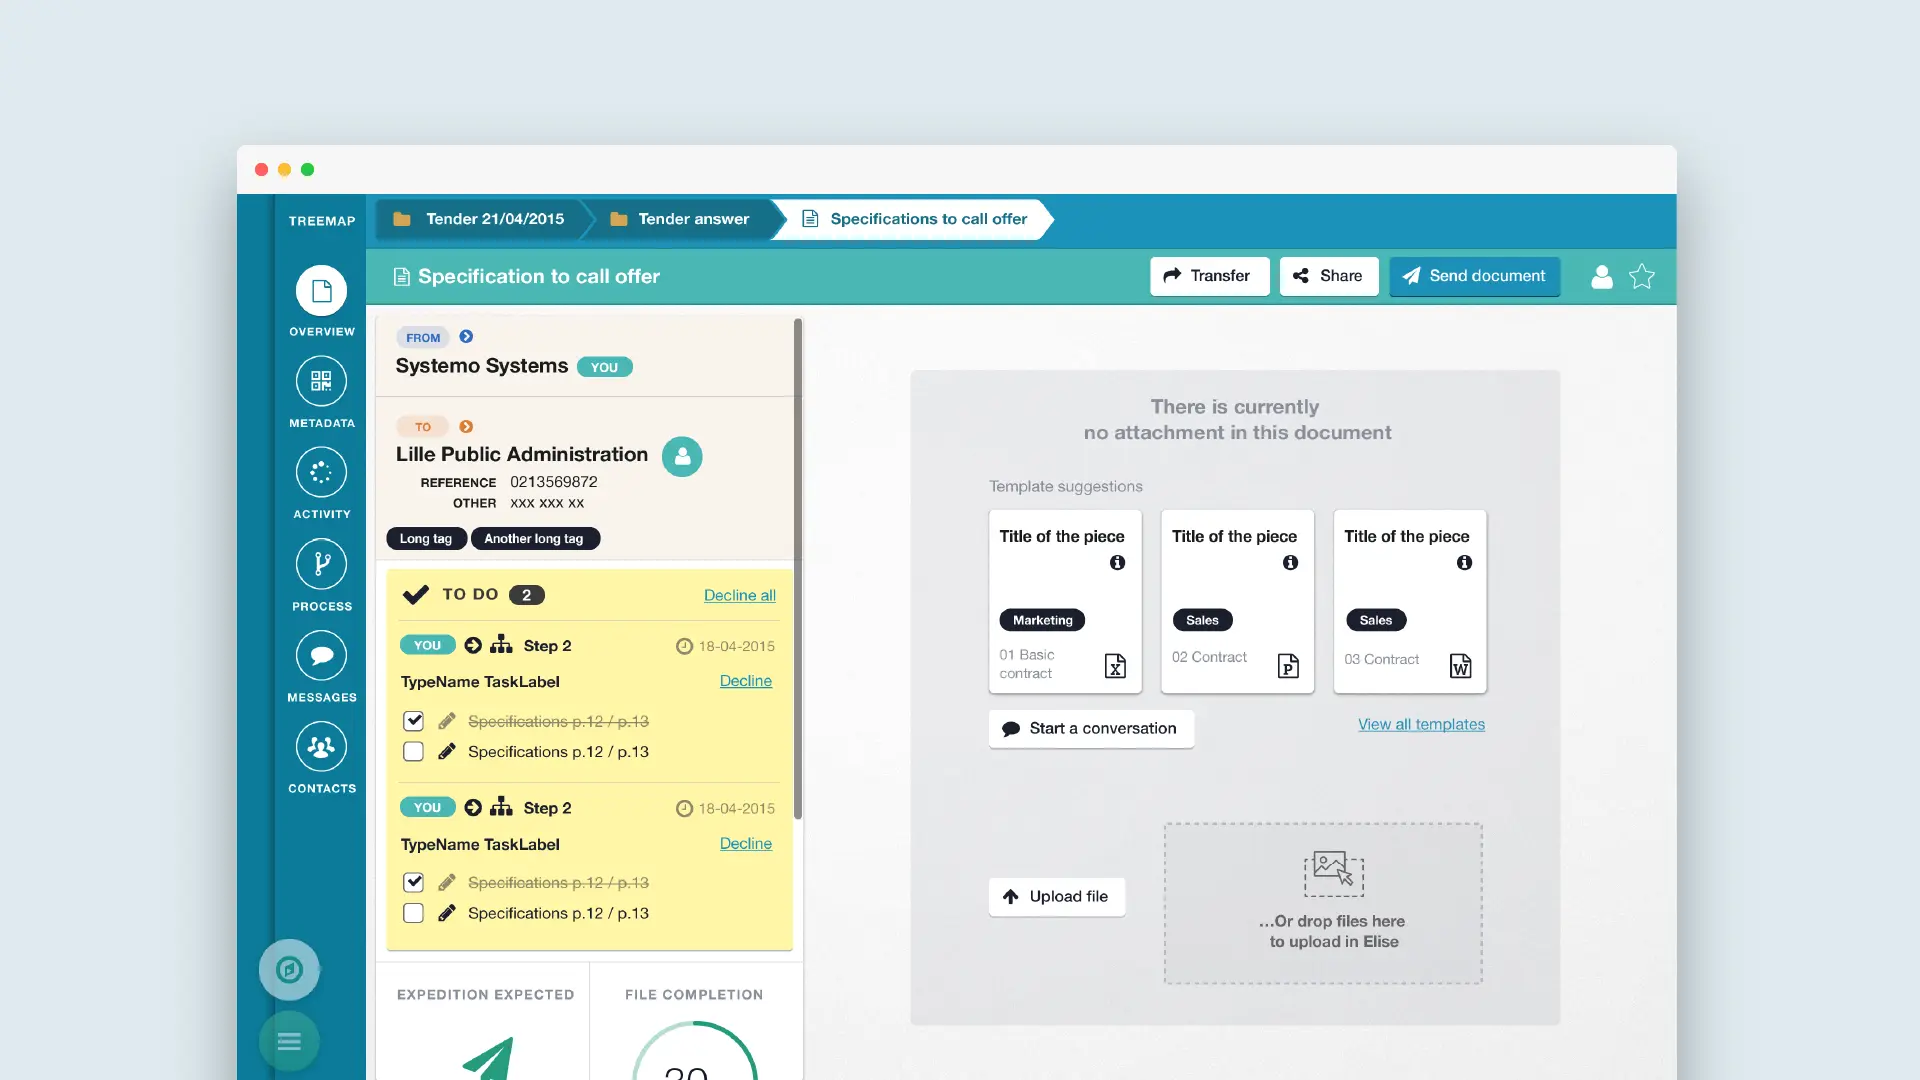 TREEMAP
Tender 21/04/2015
Tender answer
Specifications to call offer
Specification to call offer
Transfer
Share
Send document
OVERVIEW
METADATA
ACTIVITY
PROCESS
MESSAGES
CONTACTS
FROM
Systemo Systems YOU
TO
Lille Public Administration
REFERENCE 0213569872
OTHER xxx xxx xx
Long tag Another long tag
TO DO 2 Decline all
YOU Step 2 18-04-2015
TypeName TaskLabel Decline
Specifications p.12 / p.13
Specifications p.12 / p.13
YOU Step 2 18-04-2015
TypeName TaskLabel Decline
Specifications p.12 / p.13
Specifications p.12 / p.13
EXPEDITION EXPECTED
FILE COMPLETION
There is currently
no attachment in this document
Template suggestions
Title of the piece
Marketing
01 Basic
contract
X
Title of the piece
Sales
02 Contract
P
Title of the piece
Sales
03 Contract
W
Start a conversation
View all templates
Upload file
...Or drop files here
to upload in Elise